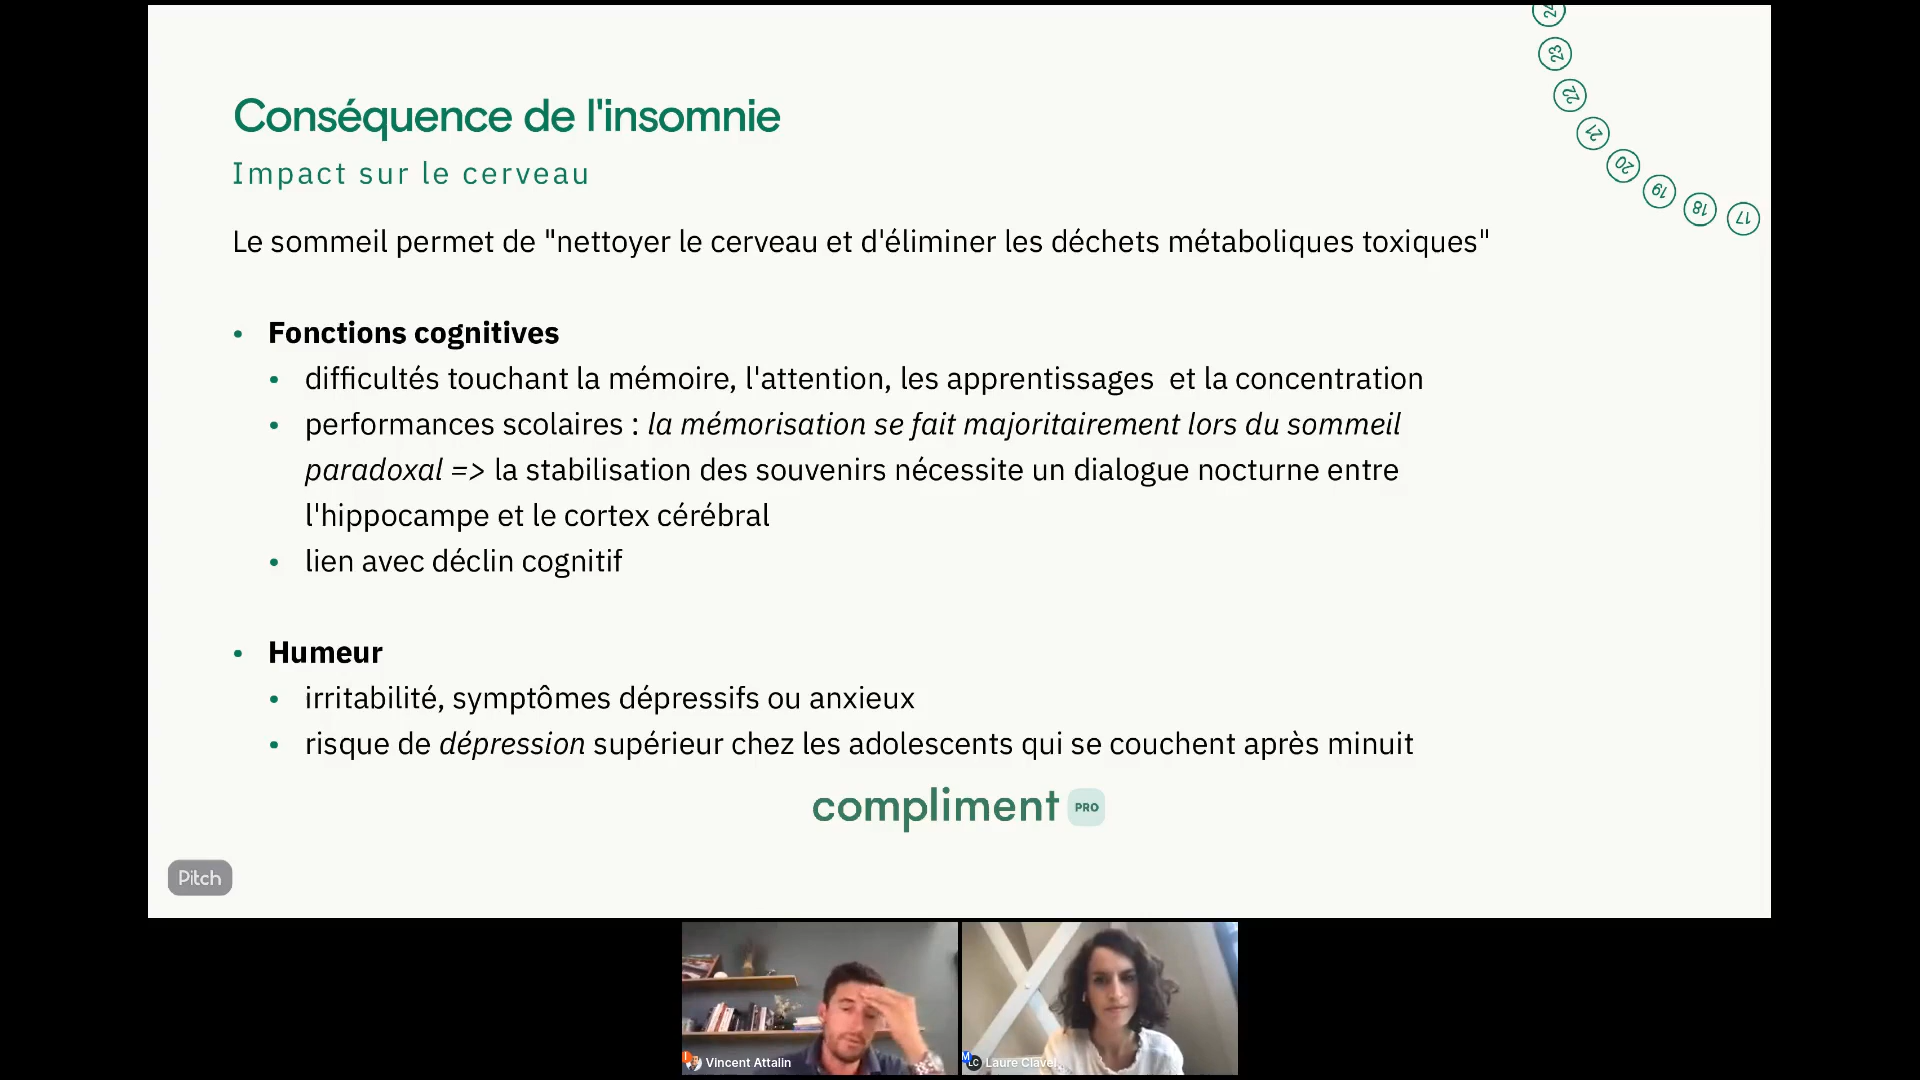 24
23
22
21
20
19
18
17
Conséquence de l'insomnie
Impact sur le cerveau
Le sommeil permet de "nettoyer le cerveau et d'éliminer les déchets métaboliques toxiques"
• Fonctions cognitives
• difficultés touchant la mémoire, l'attention, les apprentissages et la concentration
• performances scolaires : la mémorisation se fait majoritairement lors du sommeil
paradoxal => la stabilisation des souvenirs nécessite un dialogue nocturne entre
l'hippocampe et le cortex cérébral
• lien avec déclin cognitif
• Humeur
• irritabilité, symptômes dépressifs ou anxieux
• risque de dépression supérieur chez les adolescents qui se couchent après minuit
compliment PRO
Pitch
Vincent Attalin
M LC Laure Clavel